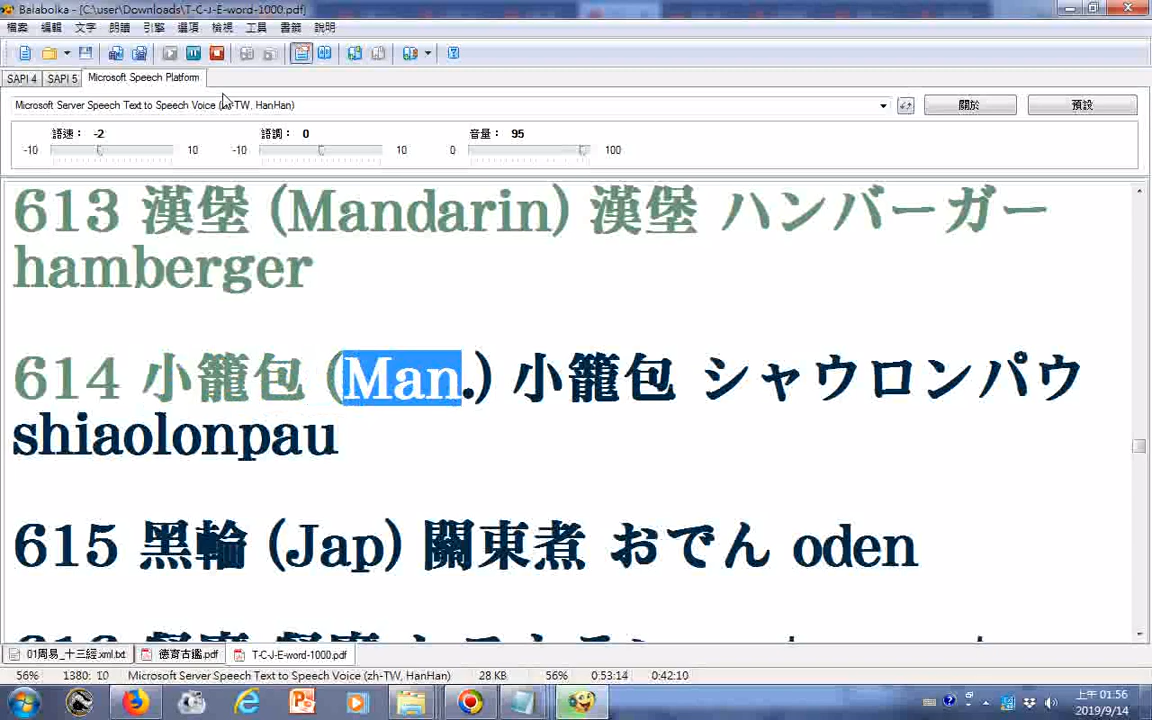 Balabolka - [C:\user\Downloads\T-C-J-E-word-1000.pdf]
檔案 編輯 文字 朗讀 引擎 選項 檢視 工具 書籤 說明
SAPI 4 SAPI 5 Microsoft Speech Platform
Microsoft Server Speech Text to Speech Voice (zh-TW, HanHan) 關於 預設
語速： -2 語調： 0 音量： 95
-10 10 -10 10 0 100
613 漢堡 (Mandarin) 漢堡 ハンバーガー
hamberger
614 小籠包 (Man.) 小籠包 シャウロンパウ
shiaolonpau
615 黑輪 (Jap) 關東煮 おでん oden
01周易_十三經.xml.txt 德育古鑑.pdf T-C-J-E-word-1000.pdf
56% 1380: 10 Microsoft Server Speech Text to Speech Voice (zh-TW, HanHan) 28 KB 56% 0:53:14 0:42:10
上午 01:56
2019/9/14